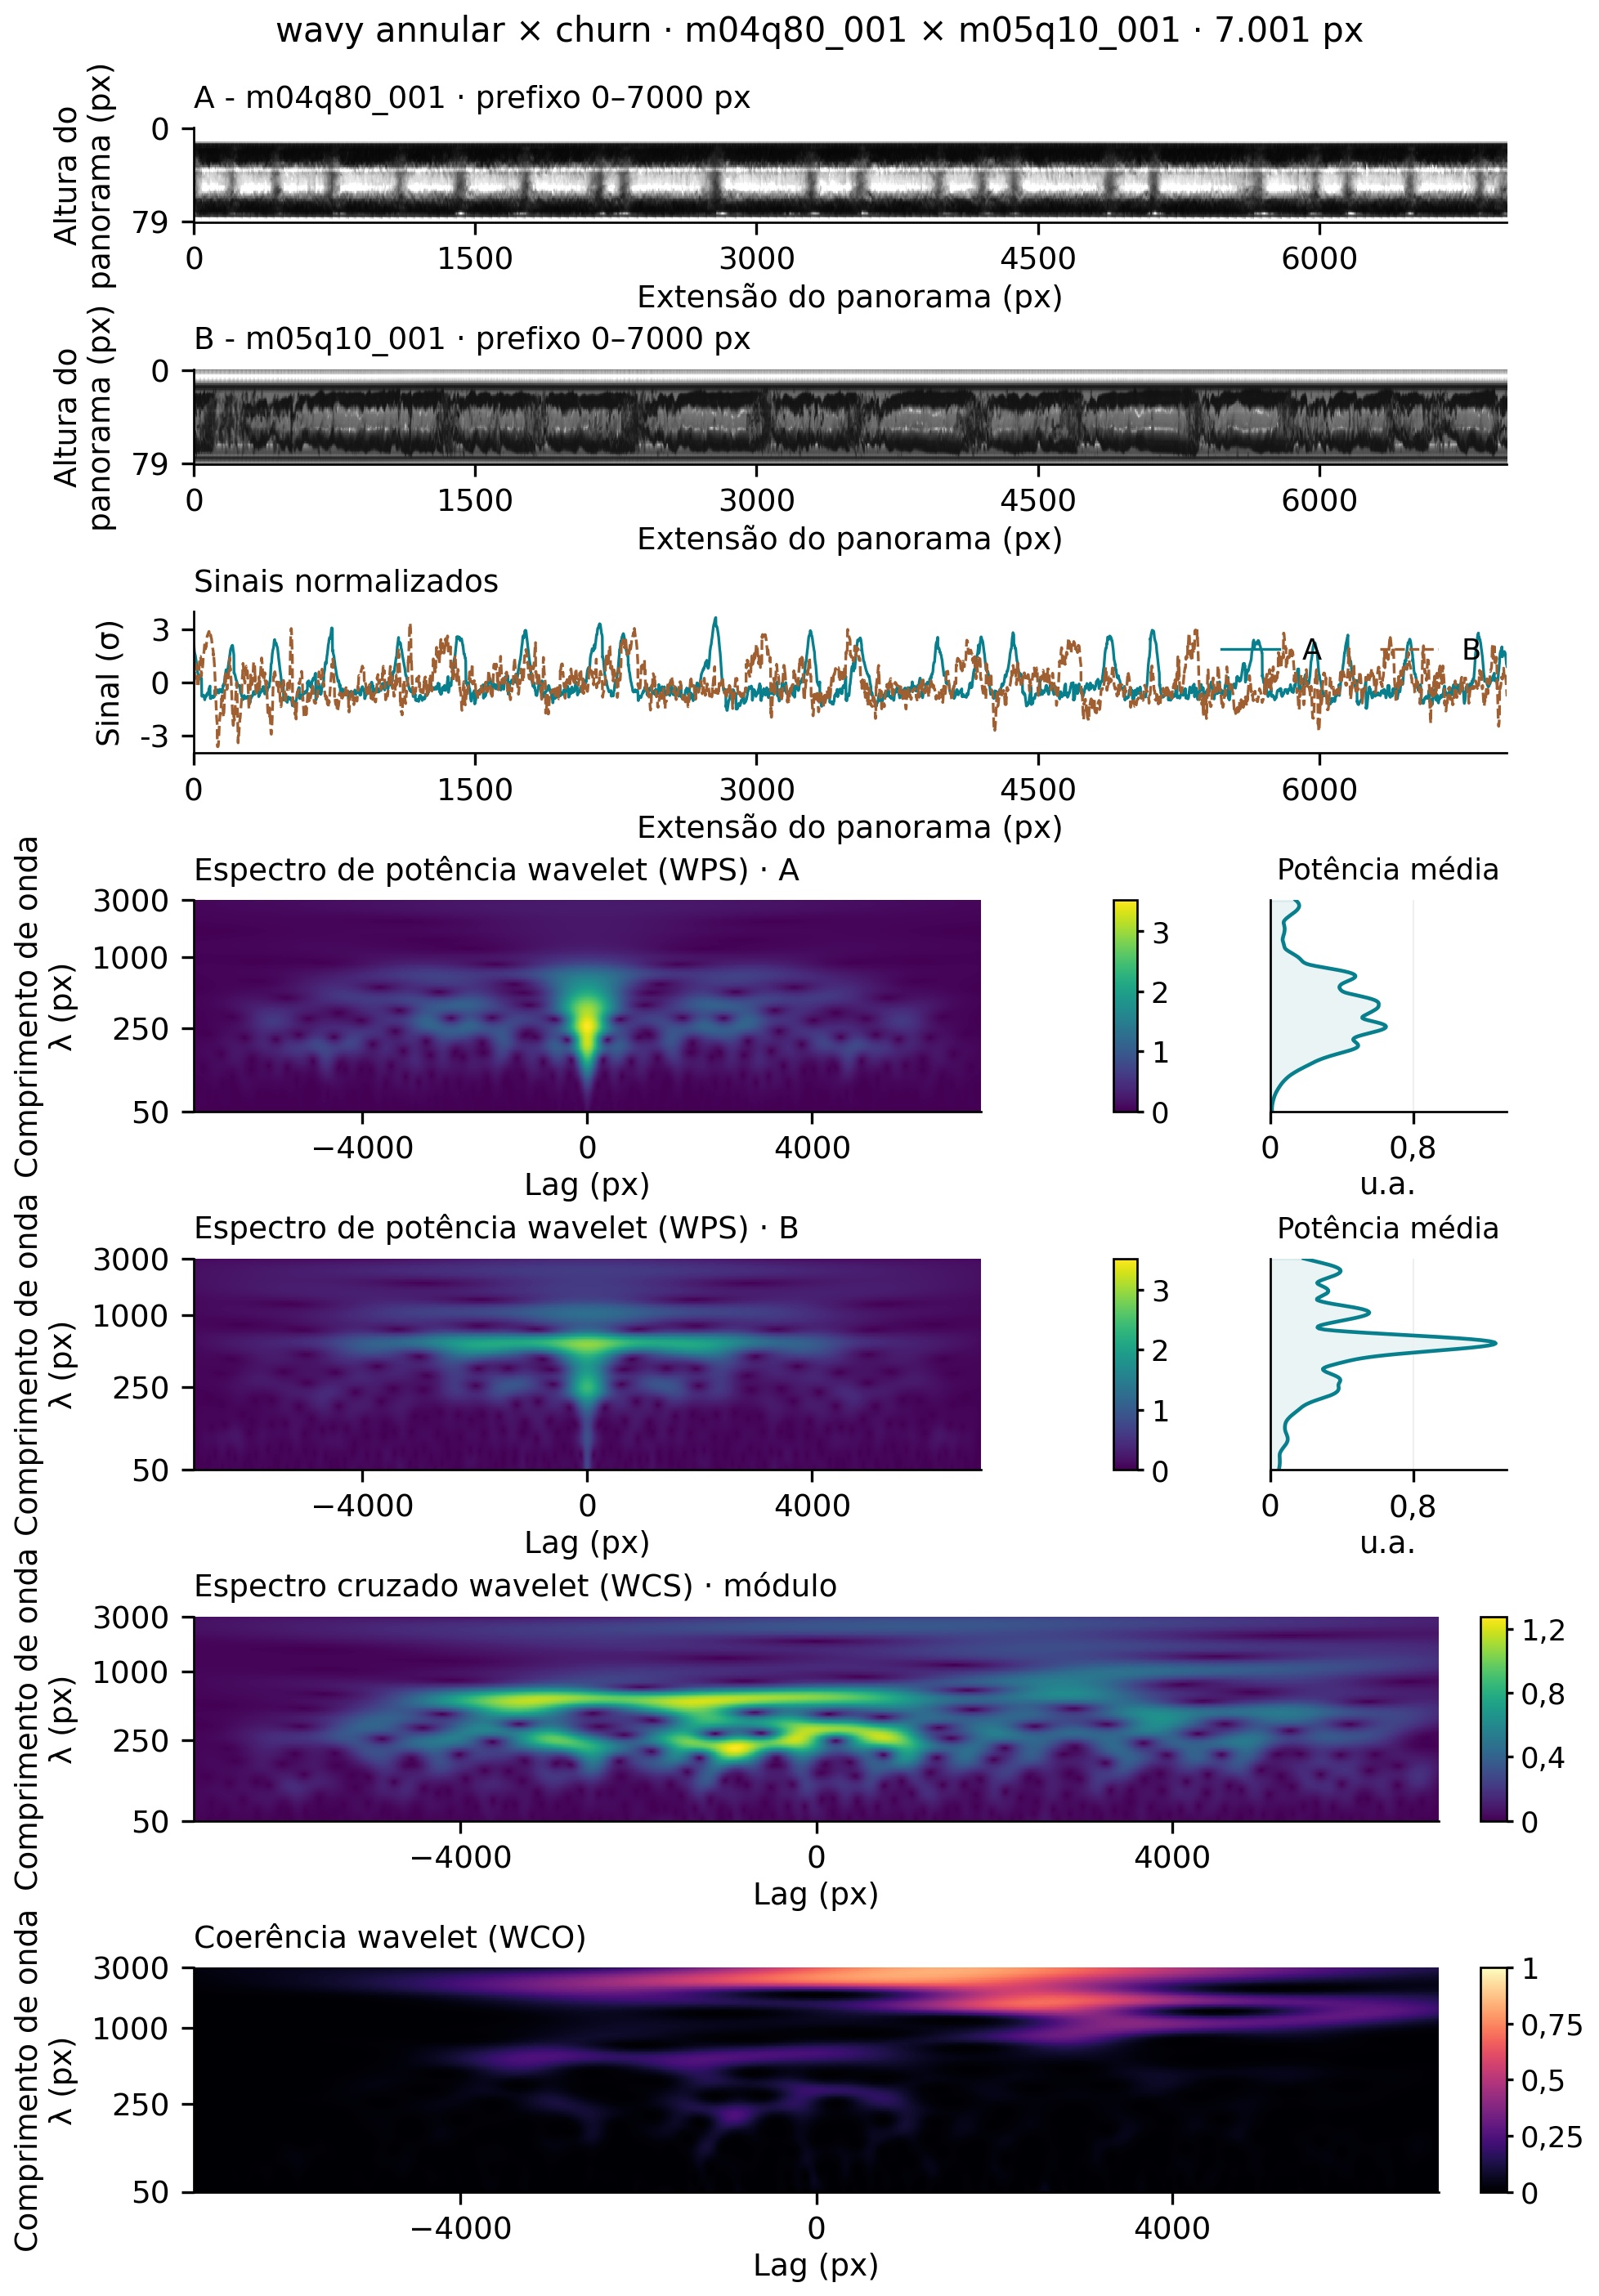 wavy annular × churn · m04q80_001 × m05q10_001 · 7.001 px
A - m04q80_001 · prefixo 0–7000 px
Altura do
panorama (px)
0
79
0 1500 3000 4500 6000
Extensão do panorama (px)
B - m05q10_001 · prefixo 0–7000 px
Altura do
panorama (px)
0
79
0 1500 3000 4500 6000
Extensão do panorama (px)
Sinais normalizados
Sinal (σ)
3
0
-3
A B
0 1500 3000 4500 6000
Extensão do panorama (px)
Espectro de potência wavelet (WPS) · A
Comprimento de onda
λ (px)
3000
1000
250
50
−4000 0 4000
Lag (px)
3
2
1
0
Potência média
0 0,8
u.a.
Espectro de potência wavelet (WPS) · B
Comprimento de onda
λ (px)
3000
1000
250
50
−4000 0 4000
Lag (px)
3
2
1
0
Potência média
0 0,8
u.a.
Espectro cruzado wavelet (WCS) · módulo
Comprimento de onda
λ (px)
3000
1000
250
50
−4000 0 4000
Lag (px)
1,2
0,8
0,4
0
Coerência wavelet (WCO)
Comprimento de onda
λ (px)
3000
1000
250
50
−4000 0 4000
Lag (px)
1
0,75
0,5
0,25
0